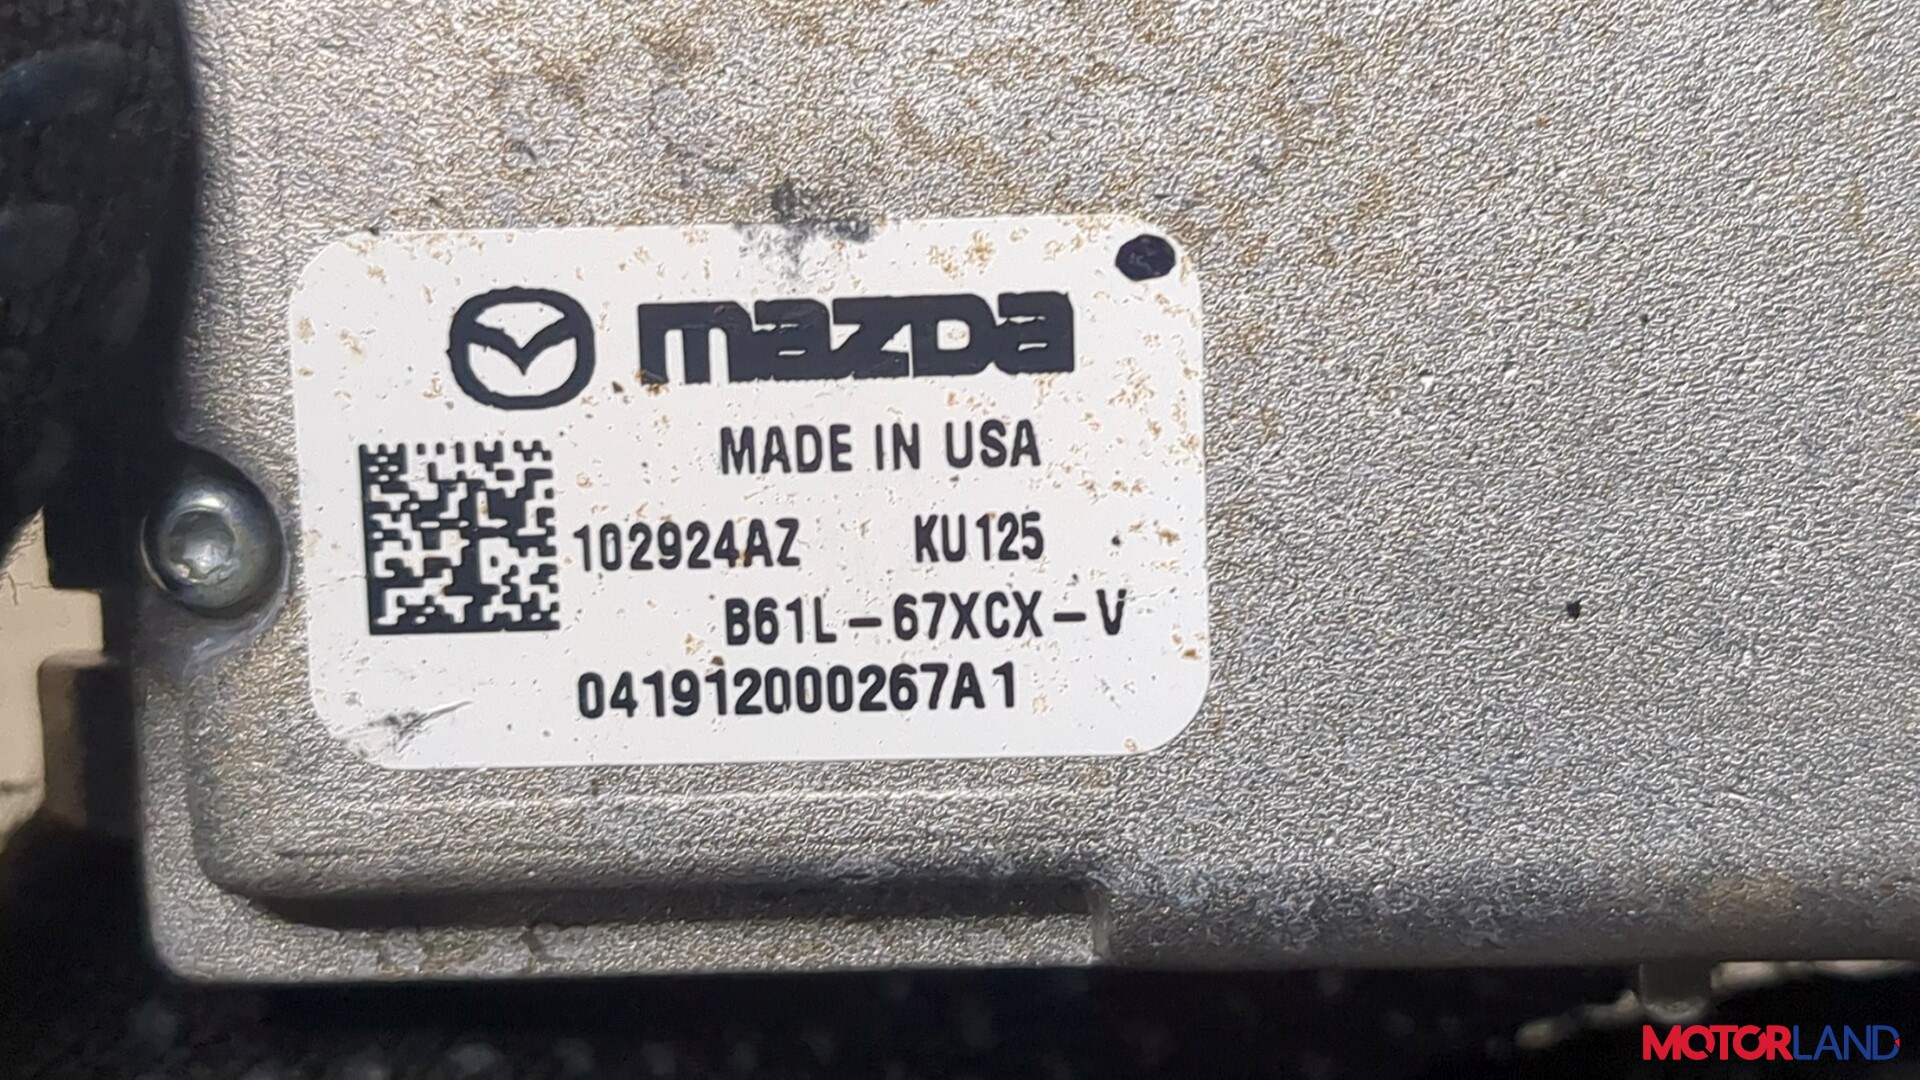 mazda
MADE IN USA
102924AZ KU125
B61L-67XCX-V
041912000267A1
MOTORLAND